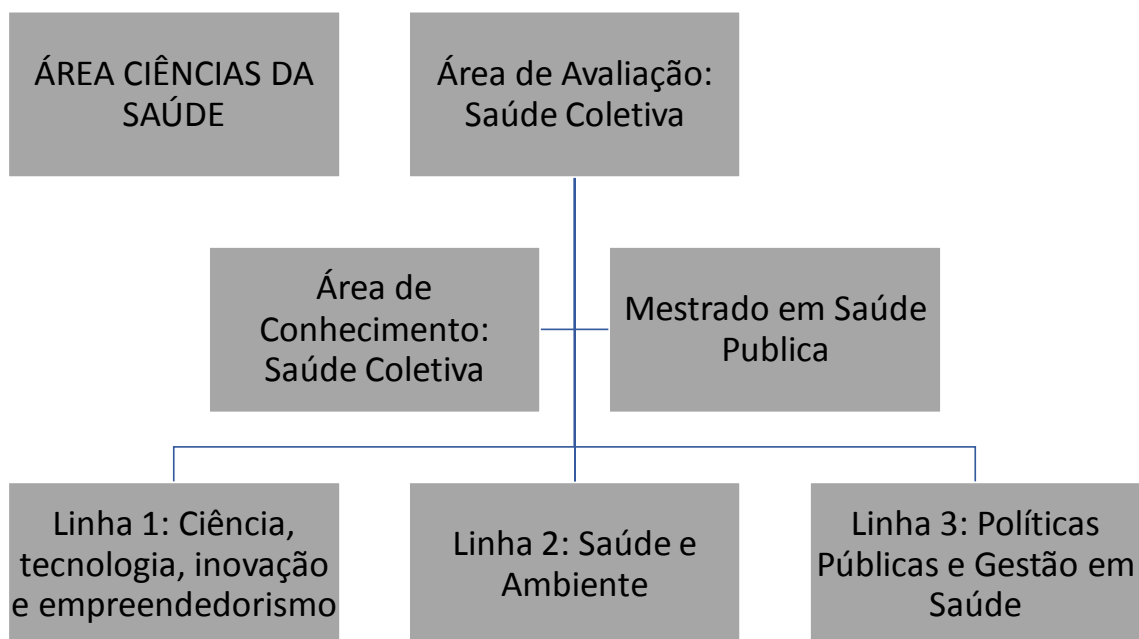 ÁREA CIÊNCIAS DA
SAÚDE
Área de Avaliação:
Saúde Coletiva
Área de
Conhecimento:
Saúde Coletiva
Mestrado em Saúde
Publica
Linha 1: Ciência,
tecnologia, inovação
e empreendedorismo
Linha 2: Saúde e
Ambiente
Linha 3: Políticas
Públicas e Gestão em
Saúde